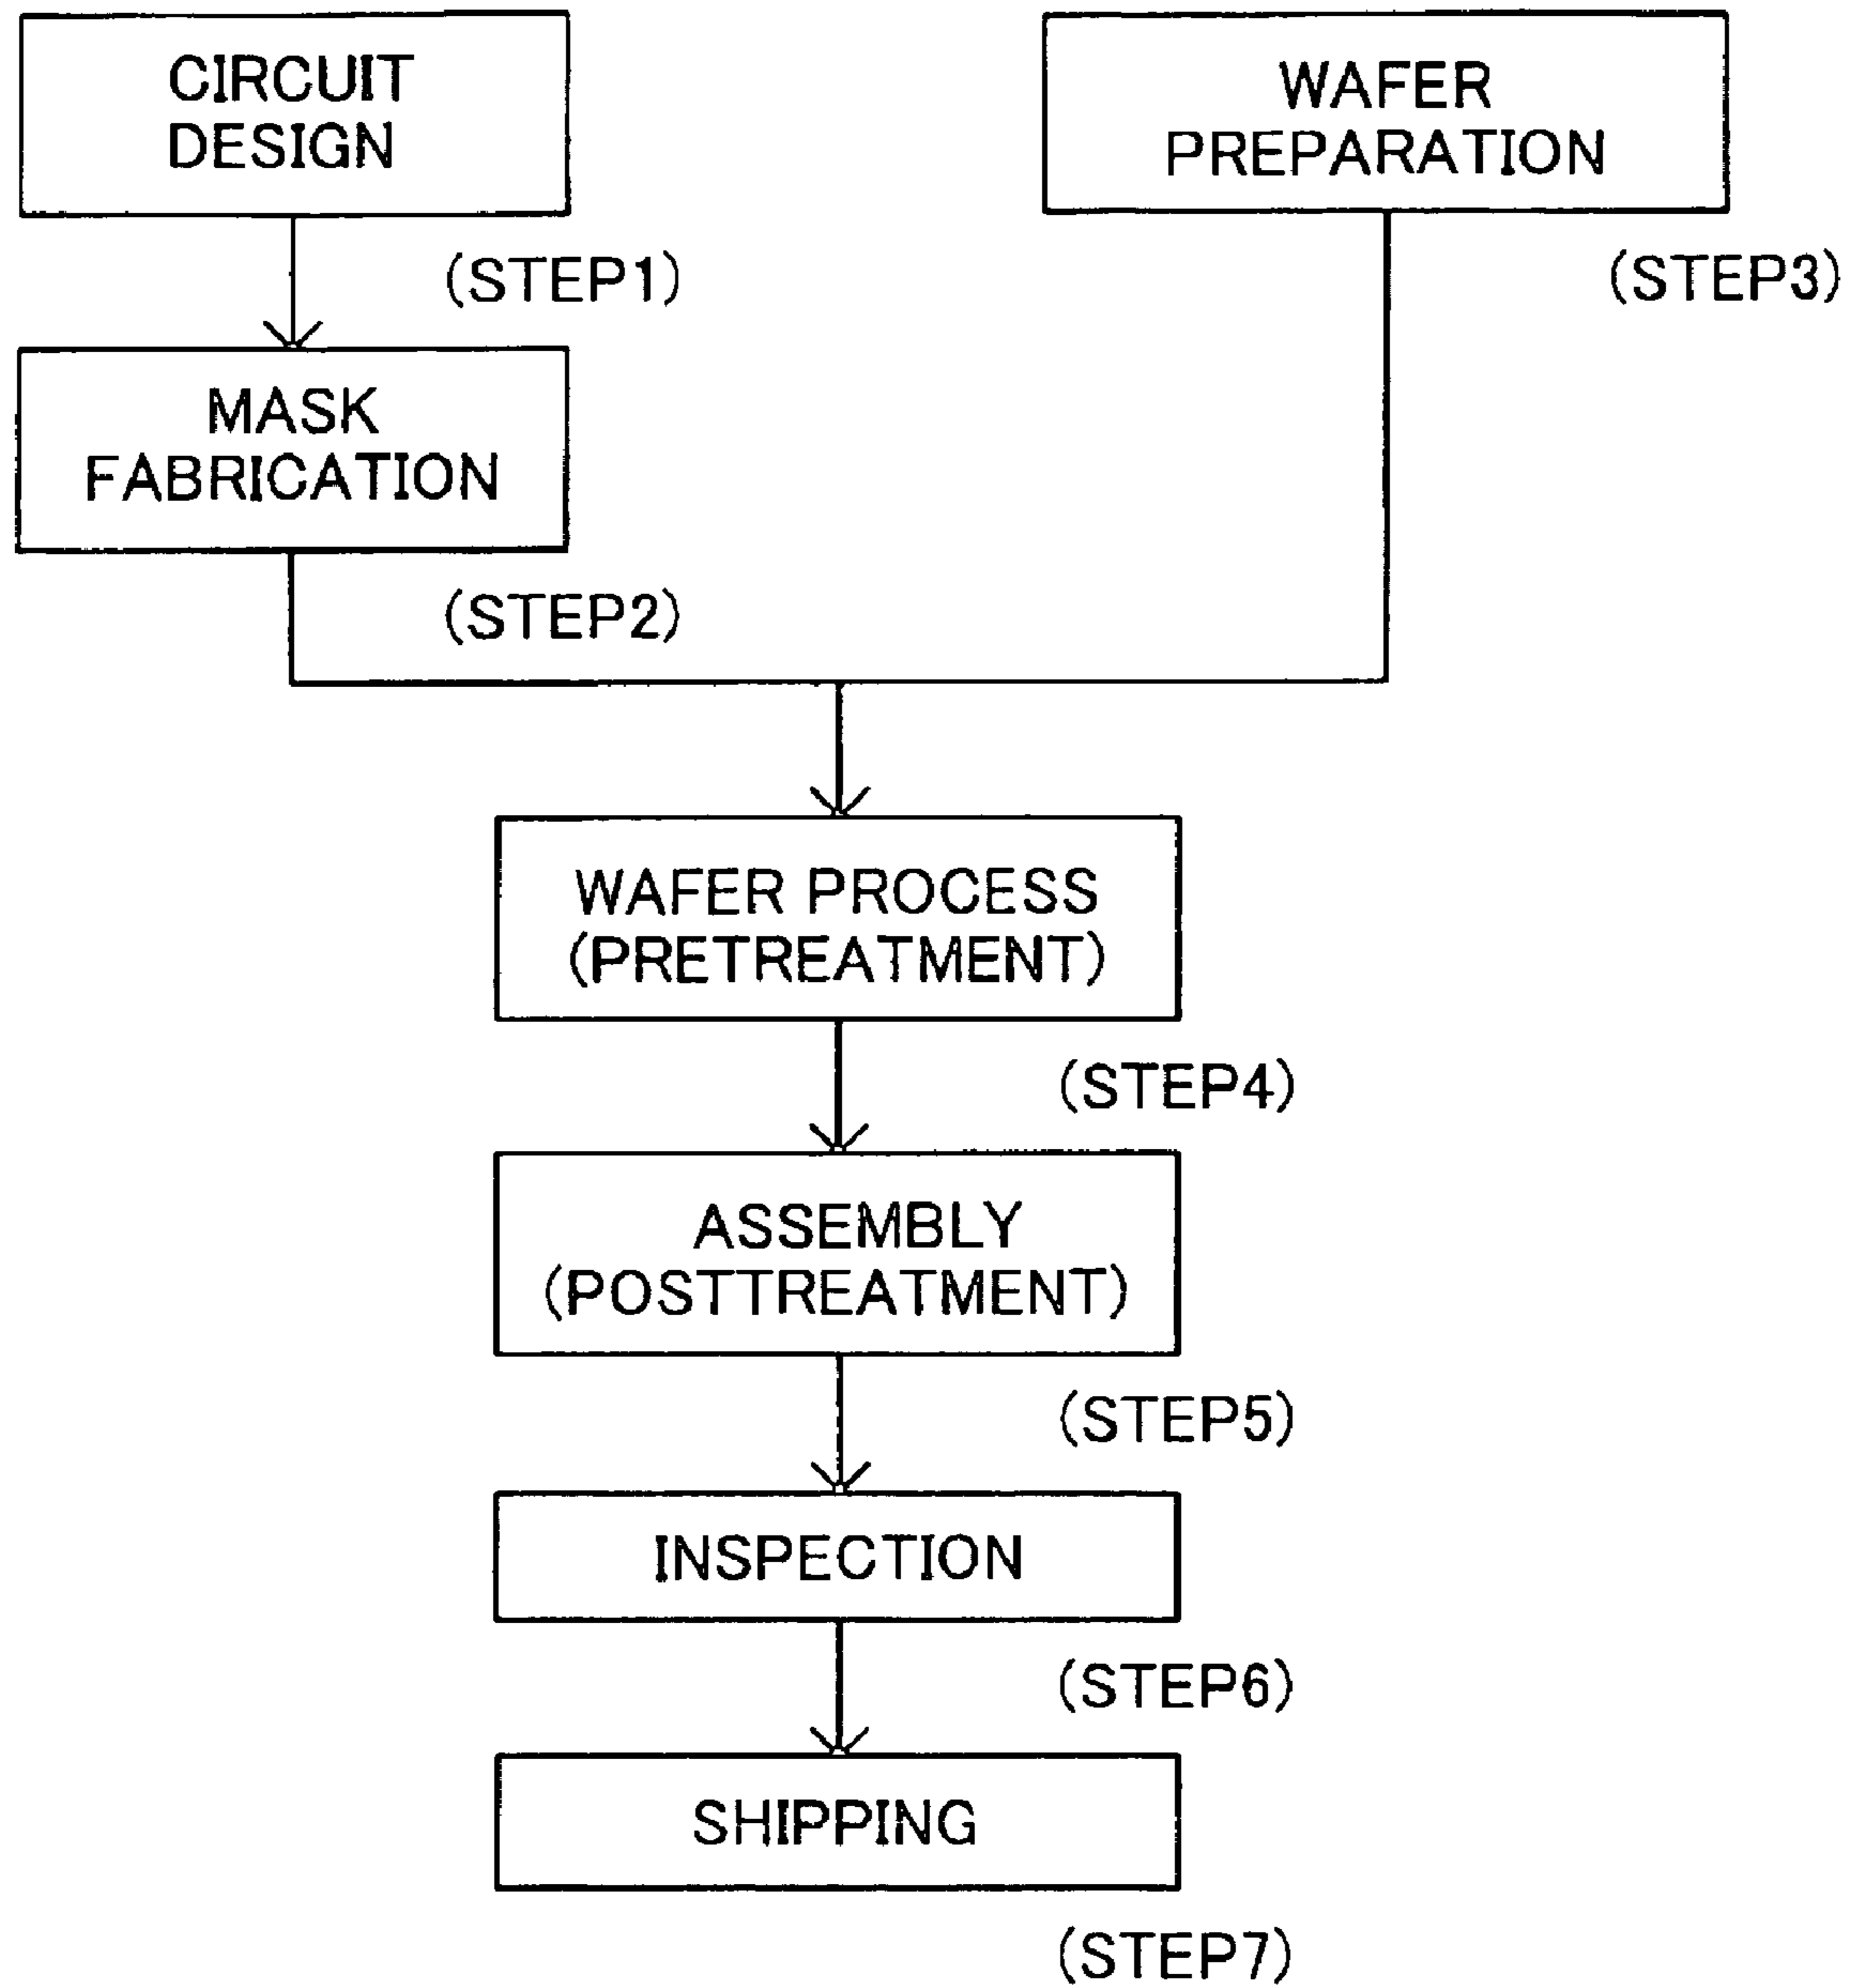 CIRCUIT
DESIGN
(STEP1)
MASK
FABRICATION
(STEP2)
WAFER
PREPARATION
(STEP3)
WAFER PROCESS
(PRETREATMENT)
(STEP4)
ASSEMBLY
(POSTTREATMENT)
(STEP5)
INSPECTION
(STEP6)
SHIPPING
(STEP7)